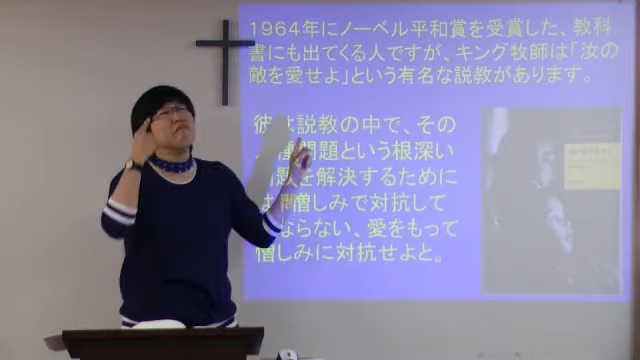 1964年にノーベル平和賞を受賞した、教科
書にも出てくる人ですが、キング牧師は「汝の
敵を愛せよ」という有名な説教があります。
彼は説教の中で、その
種問題という根深い
題を解決するために
憎しみで対抗して
ならない、愛をもって
憎しみに対抗せよと。